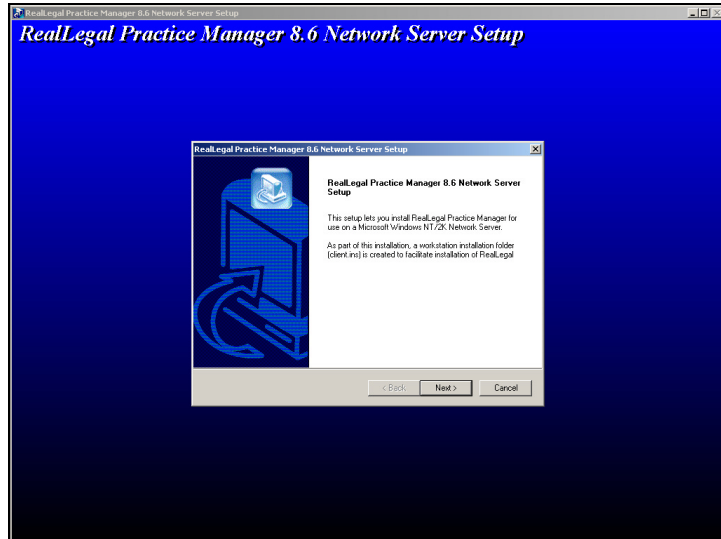 RealLegal Practice Manager 8.6 Network Server Setup
RealLegal Practice Manager 8.6 Network Server Setup
RealLegal Practice Manager 8.6 Network Server Setup
RealLegal Practice Manager 8.6 Network Server
Setup
This setup lets you install RealLegal Practice Manager for
use on a Microsoft Windows NT/2K Network Server.
As part of this installation, a workstation installation folder
(client.ins) is created to facilitate installation of RealLegal
< Back
Next >
Cancel